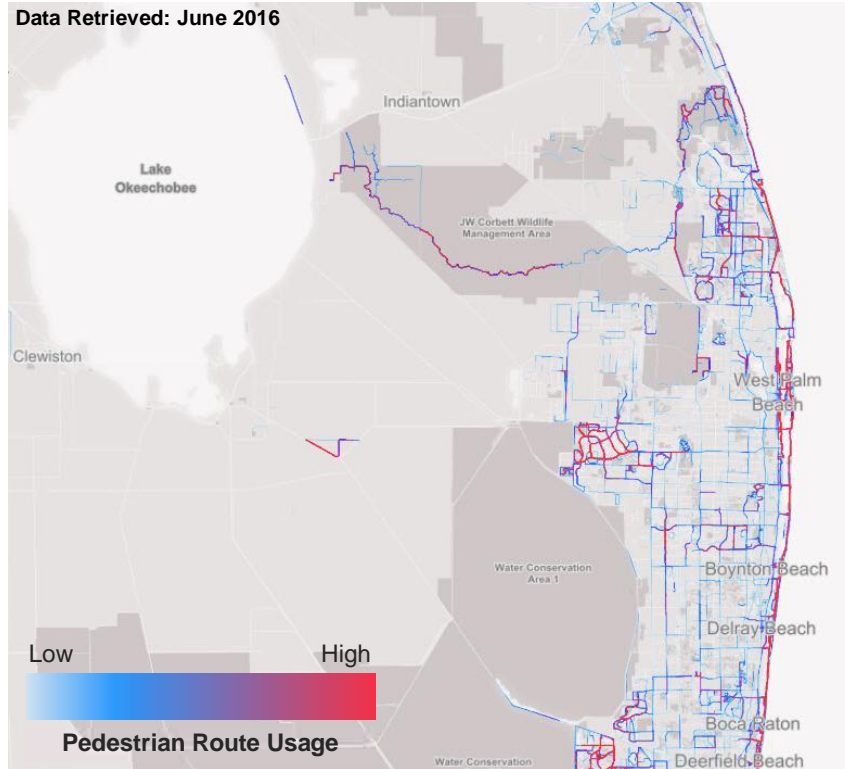 Data Retrieved: June 2016
Indiantown
Lake
Okeechobee
JW Corbett Wildlife
Management Area
Clewiston
West Palm
Beach
Water Conservation
Area 1
Boynton Beach
Delray Beach
Low High
Boca Raton
Pedestrian Route Usage
Water Conservation
Deerfield Beach